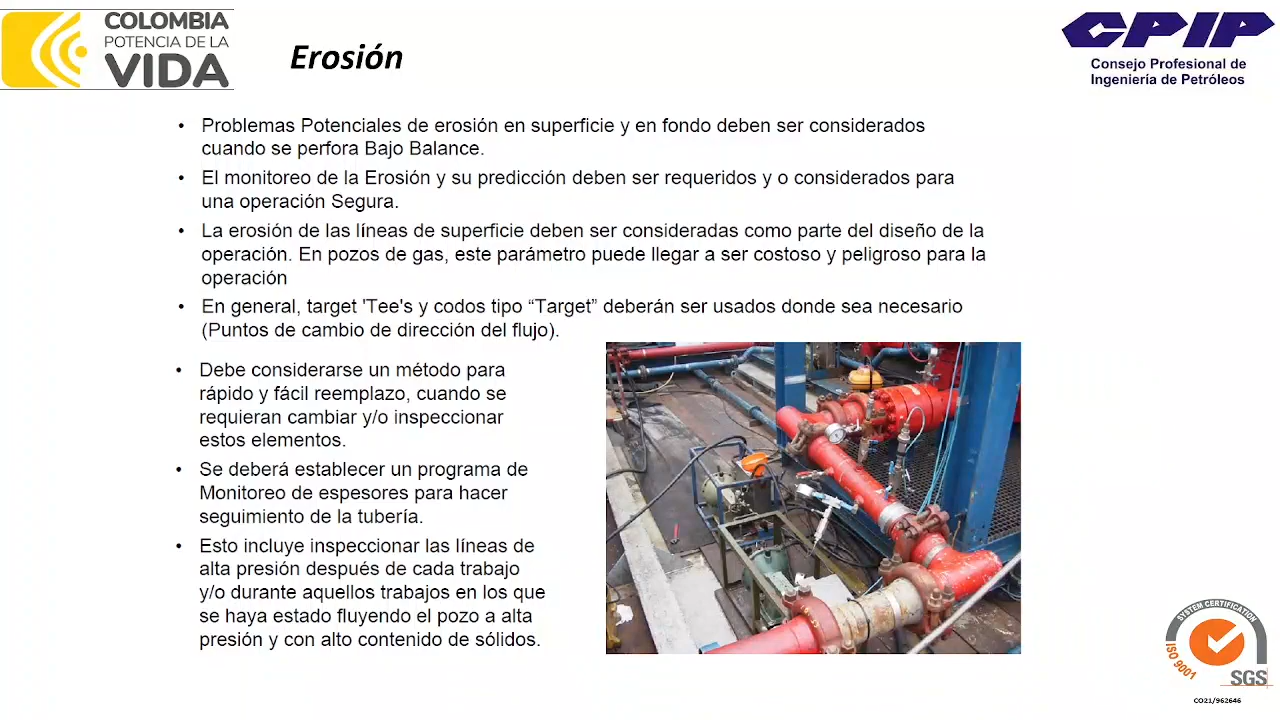 COLOMBIA
POTENCIA DE LA
VIDA
Erosión
CPIP
Consejo Profesional de
Ingeniería de Petróleos
• Problemas Potenciales de erosión en superficie y en fondo deben ser considerados
cuando se perfora Bajo Balance.
• El monitoreo de la Erosión y su predicción deben ser requeridos y o considerados para
una operación Segura.
• La erosión de las líneas de superficie deben ser consideradas como parte del diseño de la
operación. En pozos de gas, este parámetro puede llegar a ser costoso y peligroso para la
operación
• En general, target 'Tee's y codos tipo “Target” deberán ser usados donde sea necesario
(Puntos de cambio de dirección del flujo).
• Debe considerarse un método para
rápido y fácil reemplazo, cuando se
requieran cambiar y/o inspeccionar
estos elementos.
• Se deberá establecer un programa de
Monitoreo de espesores para hacer
seguimiento de la tubería.
• Esto incluye inspeccionar las líneas de
alta presión después de cada trabajo
y/o durante aquellos trabajos en los que
se haya estado fluyendo el pozo a alta
presión y con alto contenido de sólidos.
SYSTEM CERTIFICATION
ISO 9001
SGS
CO21/962646